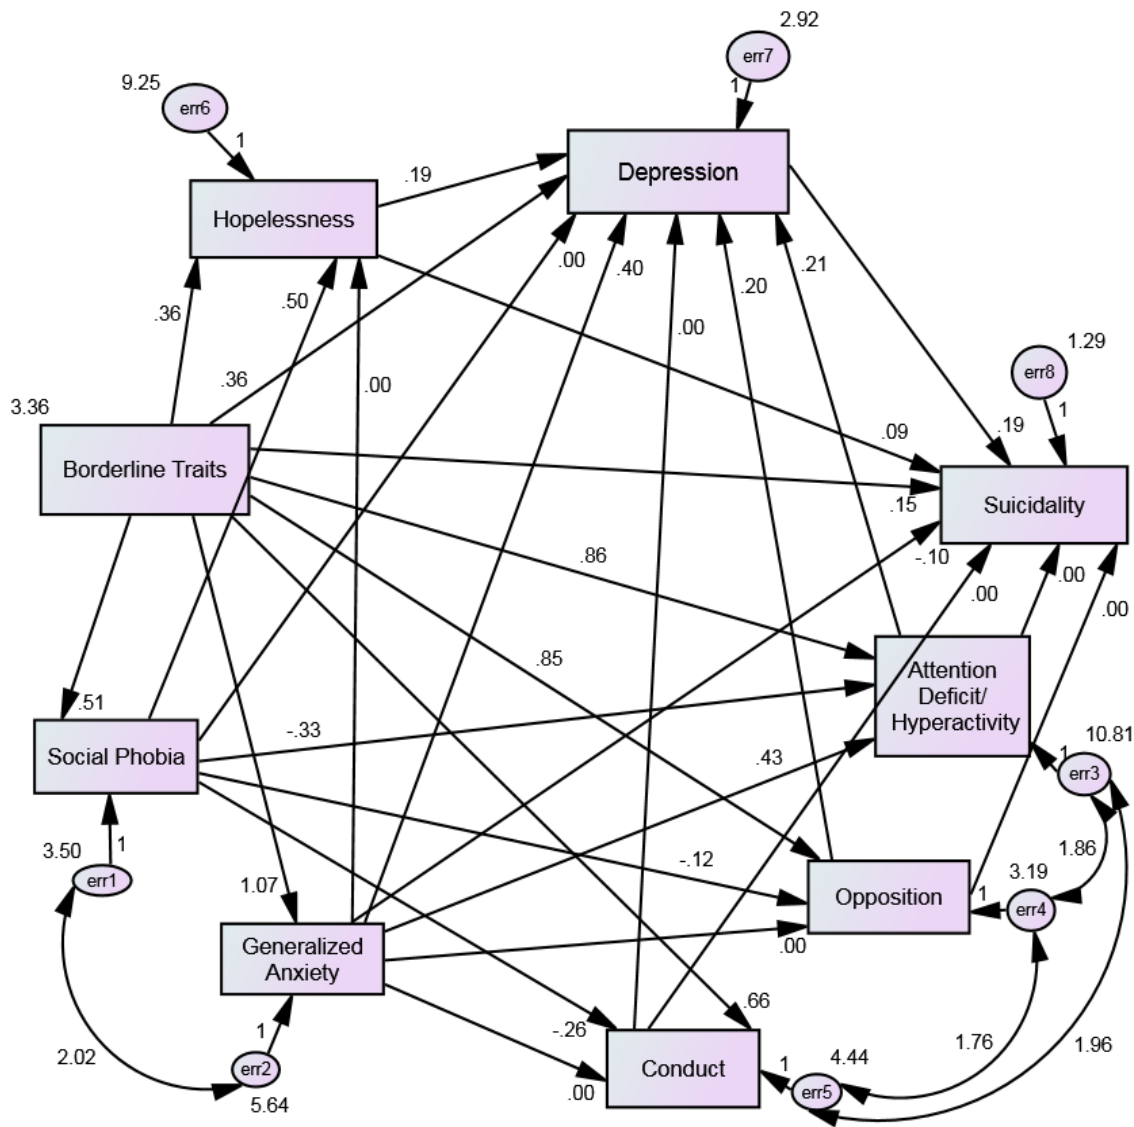 2.92
err7
1
9.25
err6
1
Depression
.19
Hopelessness
.00
.40
.20
.21
.36
.50
.00
.00
1.29
err8
1
.36
3.36
.09
.19
Borderline Traits
.15
Suicidality
.86
-.10
.00
.00
.00
.85
Attention
Deficit/
Hyperactivity
.51
-.33
Social Phobia
.43
10.81
1
err3
3.50
1
err1
-.12
1.86
3.19
1.07
Opposition
1
err4
Generalized
Anxiety
.00
.66
1
-.26
Conduct
.00
2.02
err2
5.64
1
4.44
err5
1.76
1.96